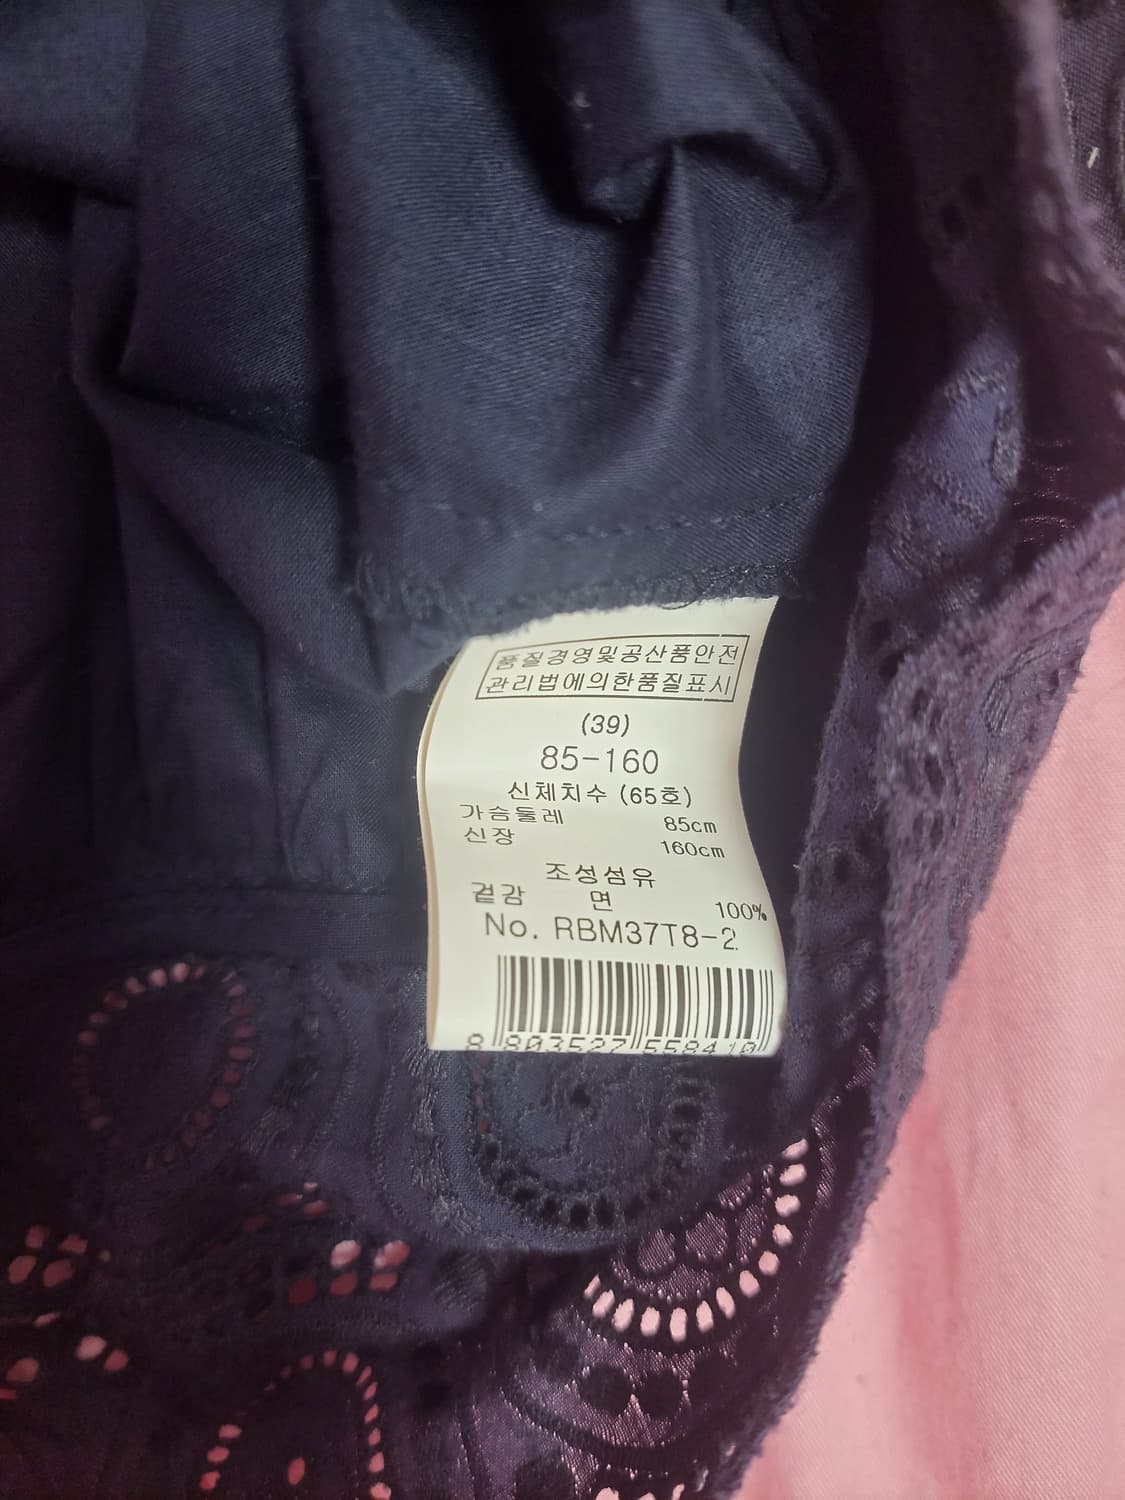 품질경영및공산품안전
관리법에의한품질표시
(39)
85-160
신체치수 (65호)
가슴둘레 85cm
신장 160cm
조성섬유
겉감 면 100%
No. RBM37T8-2
8 803527 558410